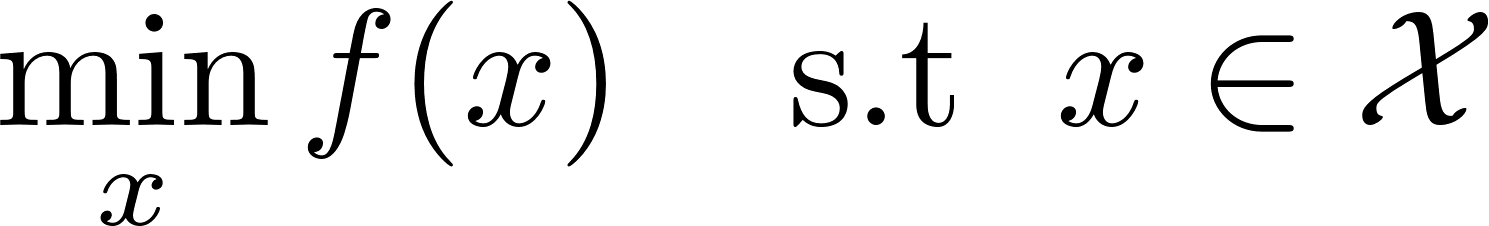 min f(x) s.t x ∈ 𝒳
x